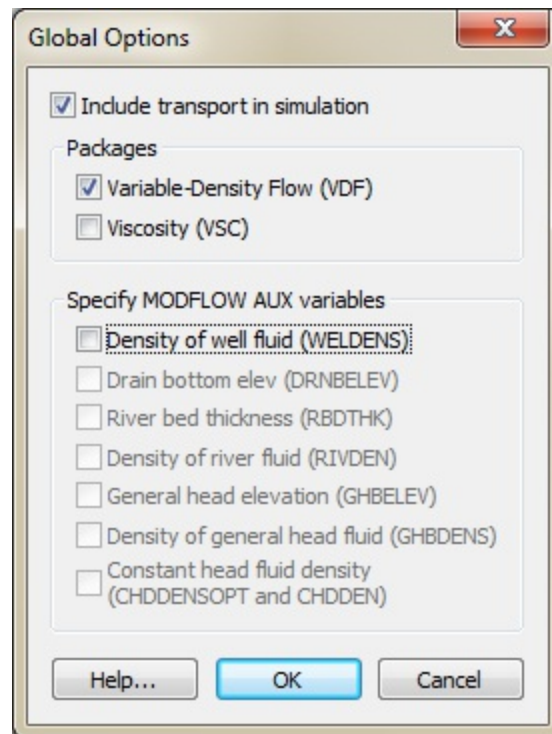 Global Options
Include transport in simulation
Packages
Variable-Density Flow (VDF)
Viscosity (VSC)
Specify MODFLOW AUX variables
Density of well fluid (WELDENS)
Drain bottom elev (DRNBELEV)
River bed thickness (RBDTHK)
Density of river fluid (RIVDEN)
General head elevation (GHBELEV)
Density of general head fluid (GHBDENS)
Constant head fluid density
(CHDDENSOPT and CHDDEN)
Help... OK Cancel